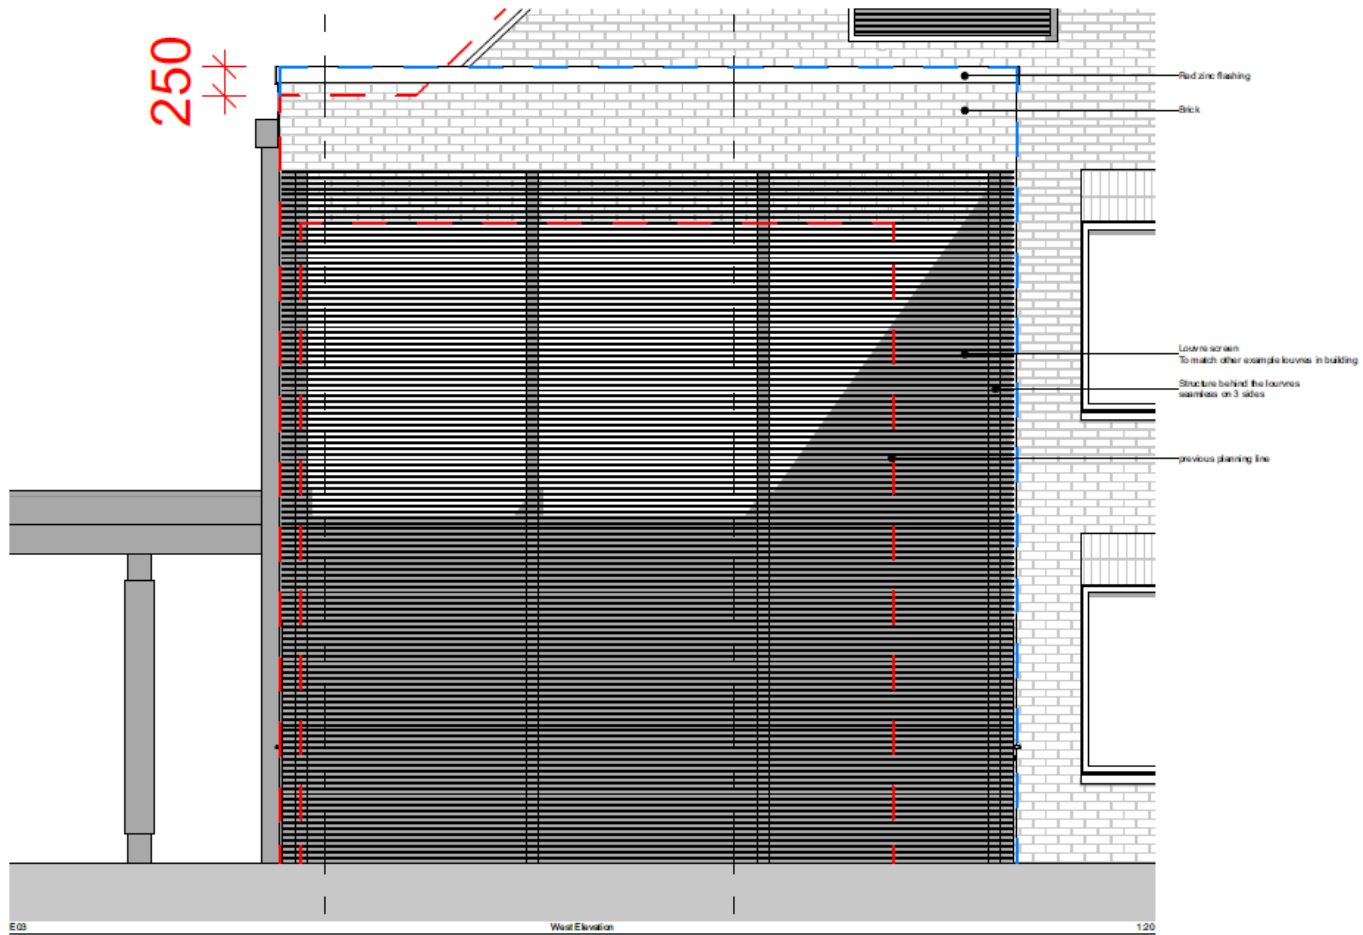 250
Red zinc flashing
Brick
Louvre screen
To match other example louvres in building
Structure behind the lourvres
seamless on 3 sides
previous planning line
E03
West Elevation
1:20